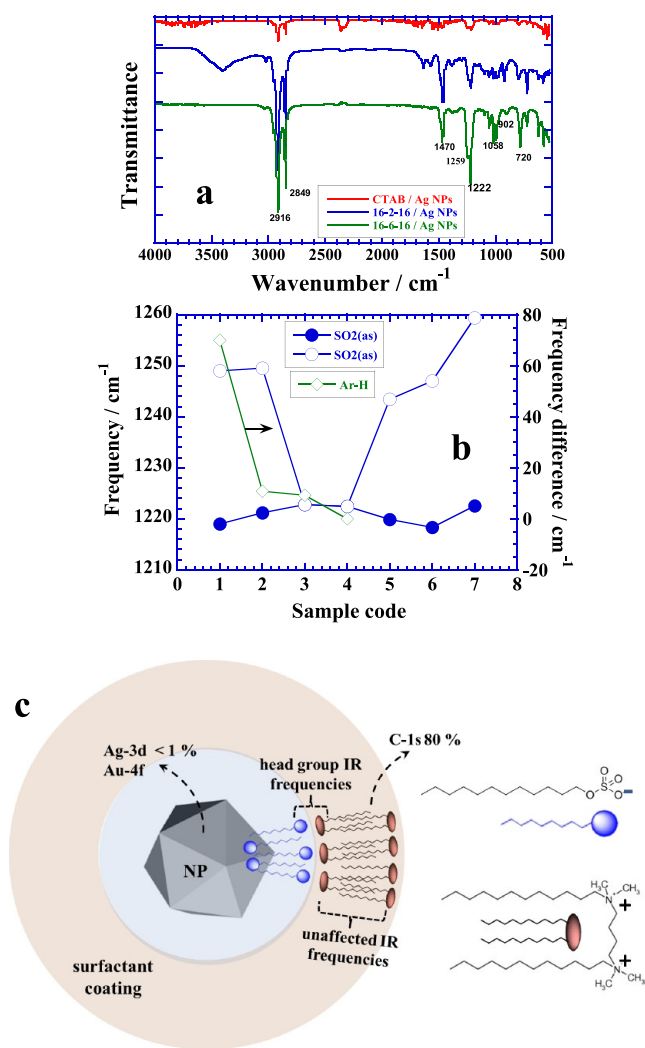 Transmittance
a
1470
1259
1222
1058
902
720
2849
2916
CTAB / Ag NPs
16-2-16 / Ag NPs
16-6-16 / Ag NPs
4000 3500 3000 2500 2000 1500 1000 500
Wavenumber / cm-1
1260
1250
1240
1230
1220
1210
Frequency / cm-1
SO2(as)
SO2(as)
Ar-H
b
80
60
40
20
0
-20
Frequency difference / cm-1
0 1 2 3 4 5 6 7 8
Sample code
c
Ag-3d < 1 %
Au-4f
head group IR
frequencies
C-1s 80 %
NP
unaffected IR
frequencies
surfactant
coating
O
O
S
O
O
H3C
CH3
N+
+
+
N
H3C
CH3